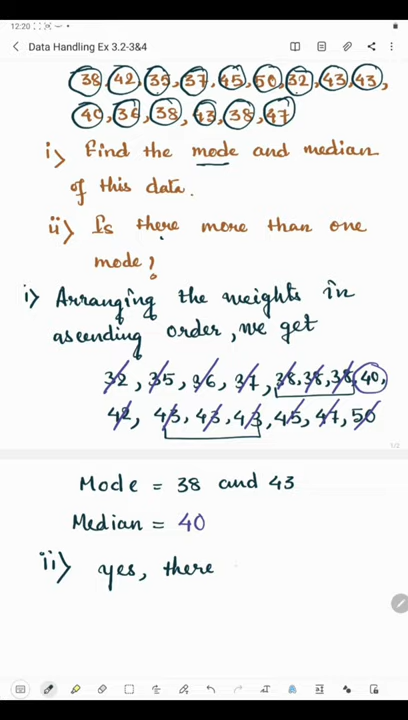 12:20
Data Handling Ex 3.2-3&4
38, 42, 35, 37, 45, 50, 32, 43, 43,
40, 36, 38, 43, 38, 47
i) Find the mode and median
of this data.
ii) Is there more than one
mode?
i) Arranging the weights in
ascending order, we get
32, 35, 36, 37, 38, 38, 38, 40,
42, 43, 43, 43, 45, 47, 50
1/2
Mode = 38 and 43
Median = 40
ii) yes, there